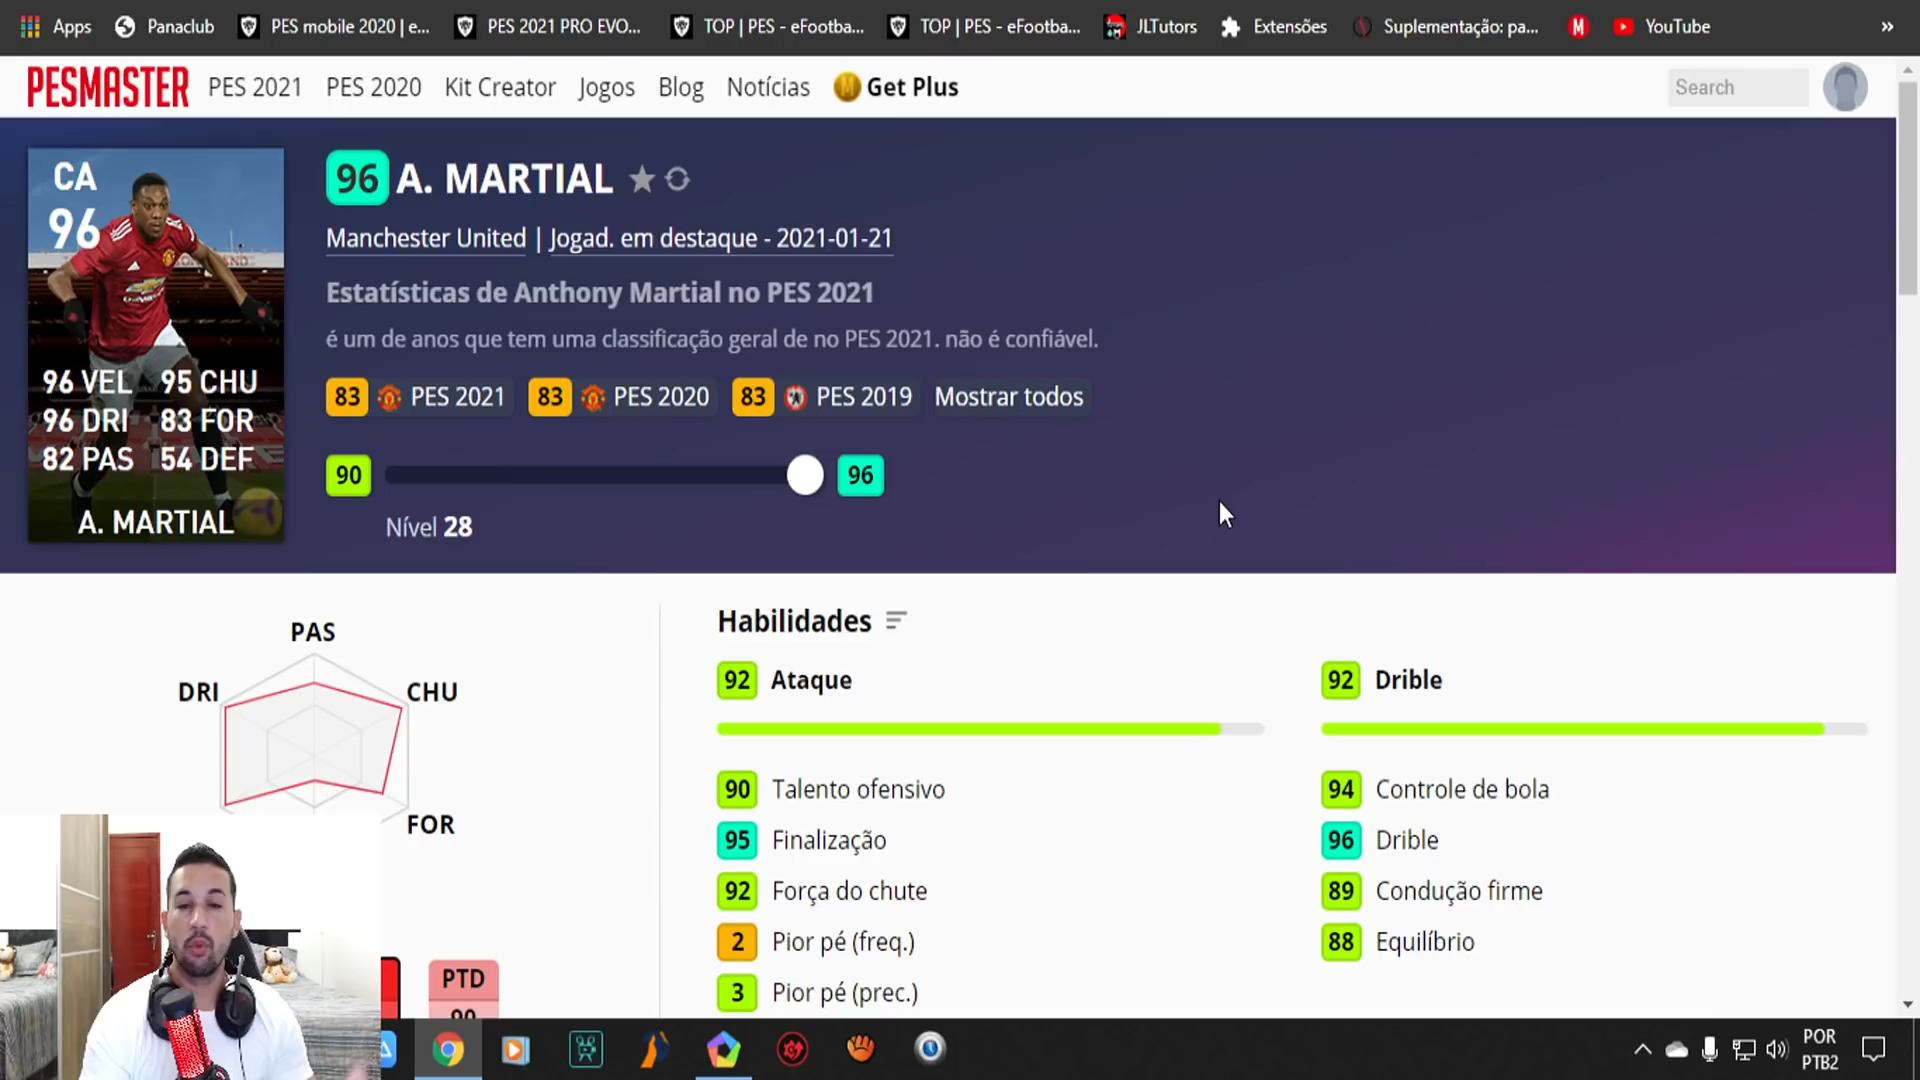 Apps
Panaclub
PES mobile 2020 | e...
PES 2021 PRO EVO...
TOP | PES - eFootba...
TOP | PES - eFootba...
JLTutors
Extensões
Suplementação: pa...
M
YouTube
»
PESMASTER
PES 2021
PES 2020
Kit Creator
Jogos
Blog
Notícias
Get Plus
Search
CA
96
96 VEL 95 CHU
96 DRI 83 FOR
82 PAS 54 DEF
A. MARTIAL
96 A. MARTIAL
Manchester United | Jogad. em destaque - 2021-01-21
Estatísticas de Anthony Martial no PES 2021
é um de anos que tem uma classificação geral de no PES 2021. não é confiável.
83 PES 2021 83 PES 2020 83 PES 2019 Mostrar todos
90 96
Nível 28
PAS
DRI
CHU
FOR
PTD
90
Habilidades
92 Ataque
90 Talento ofensivo
95 Finalização
92 Força do chute
2 Pior pé (freq.)
3 Pior pé (prec.)
92 Drible
94 Controle de bola
96 Drible
89 Condução firme
88 Equilíbrio
POR
PTB2